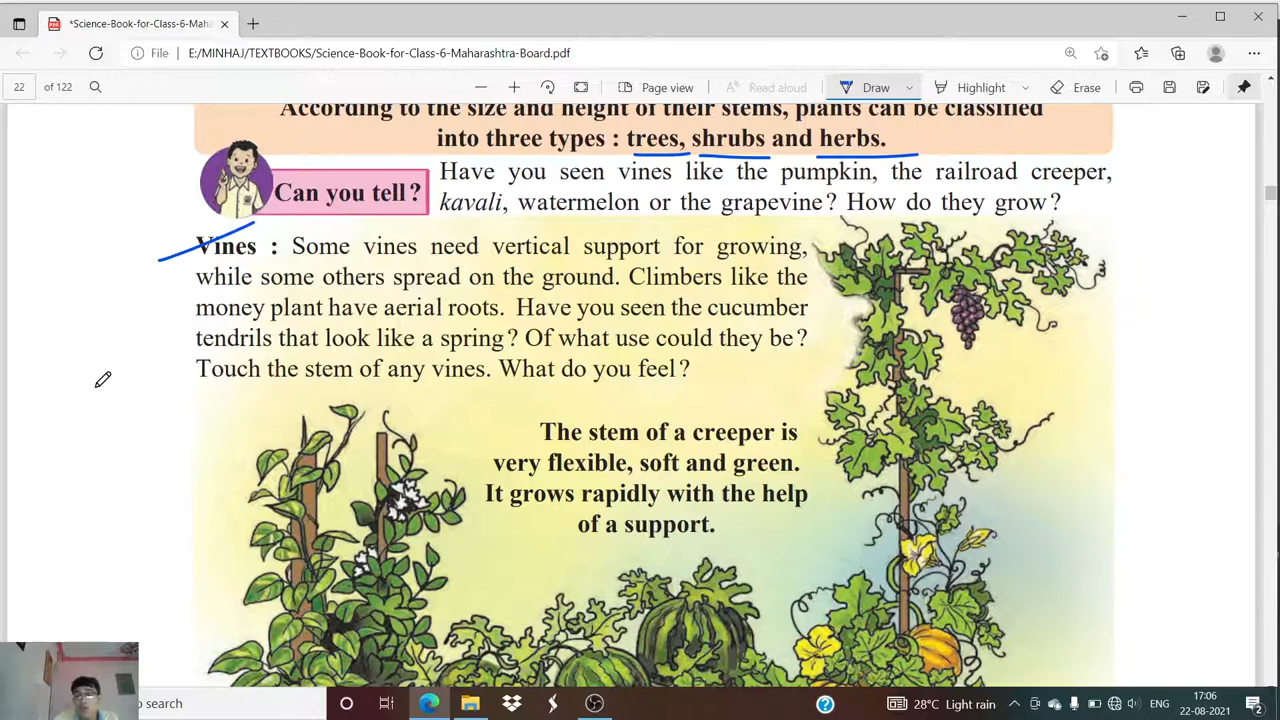 *Science-Book-for-Class-6-Maha
File
E:/MINHAJ/TEXTBOOKS/Science-Book-for-Class-6-Maharashtra-Board.pdf
22 of 122
Page view
Read aloud
Draw
Highlight
Erase
According to the size and height of their stems, plants can be classified
into three types : trees, shrubs and herbs.
Can you tell?
Have you seen vines like the pumpkin, the railroad creeper,
kavali, watermelon or the grapevine? How do they grow?
Vines : Some vines need vertical support for growing,
while some others spread on the ground. Climbers like the
money plant have aerial roots. Have you seen the cucumber
tendrils that look like a spring? Of what use could they be?
Touch the stem of any vines. What do you feel?
The stem of a creeper is
very flexible, soft and green.
It grows rapidly with the help
of a support.
search
28°C Light rain
ENG
17:06
22-08-2021
2